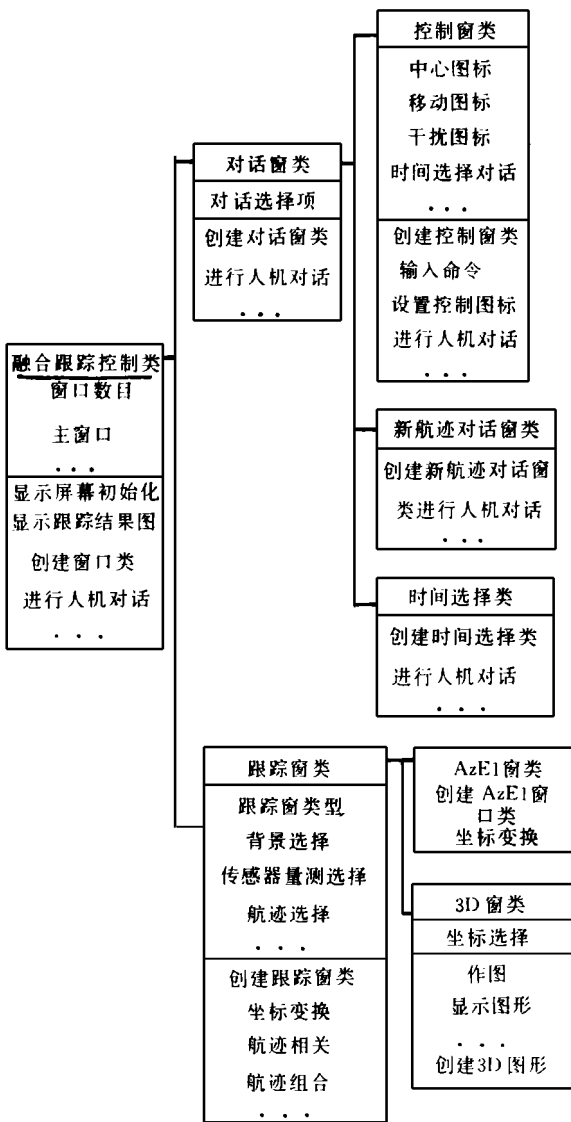 控制窗类
中心图标
移动图标
干扰图标
时间选择对话
...
创建控制窗类
输入命令
设置控制图标
进行人机对话
...
对话窗类
对话选择项
创建对话窗类
进行人机对话
...
融合跟踪控制类
窗口数目
主窗口
...
显示屏幕初始化
显示跟踪结果图
创建窗口类
进行人机对话
...
新航迹对话窗类
创建新航迹对话窗
类进行人机对话
...
时间选择类
创建时间选择类
进行人机对话
...
跟踪窗类
跟踪窗类型
背景选择
传感器量测选择
航迹选择
...
创建跟踪窗类
坐标变换
航迹相关
航迹组合
...
AzE1窗类
创建 AzE1窗
口类
坐标变换
3D 窗类
坐标选择
作图
显示图形
...
创建3D 图形